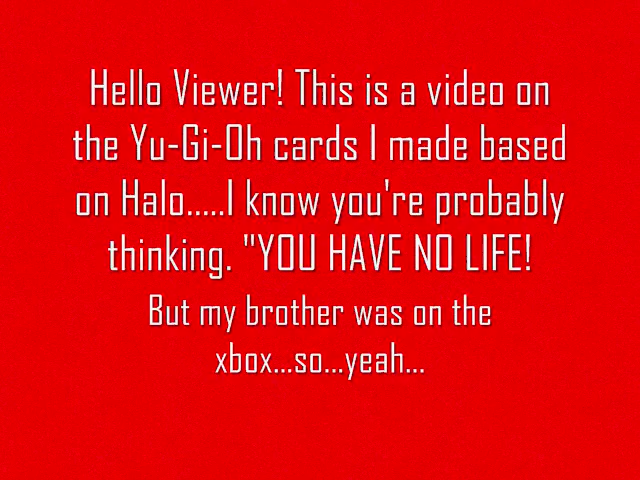 Hello Viewer! This is a video on
the Yu-Gi-Oh cards I made based
on Halo.....I know you're probably
thinking. "YOU HAVE NO LIFE!
But my brother was on the
xbox...so...yeah...